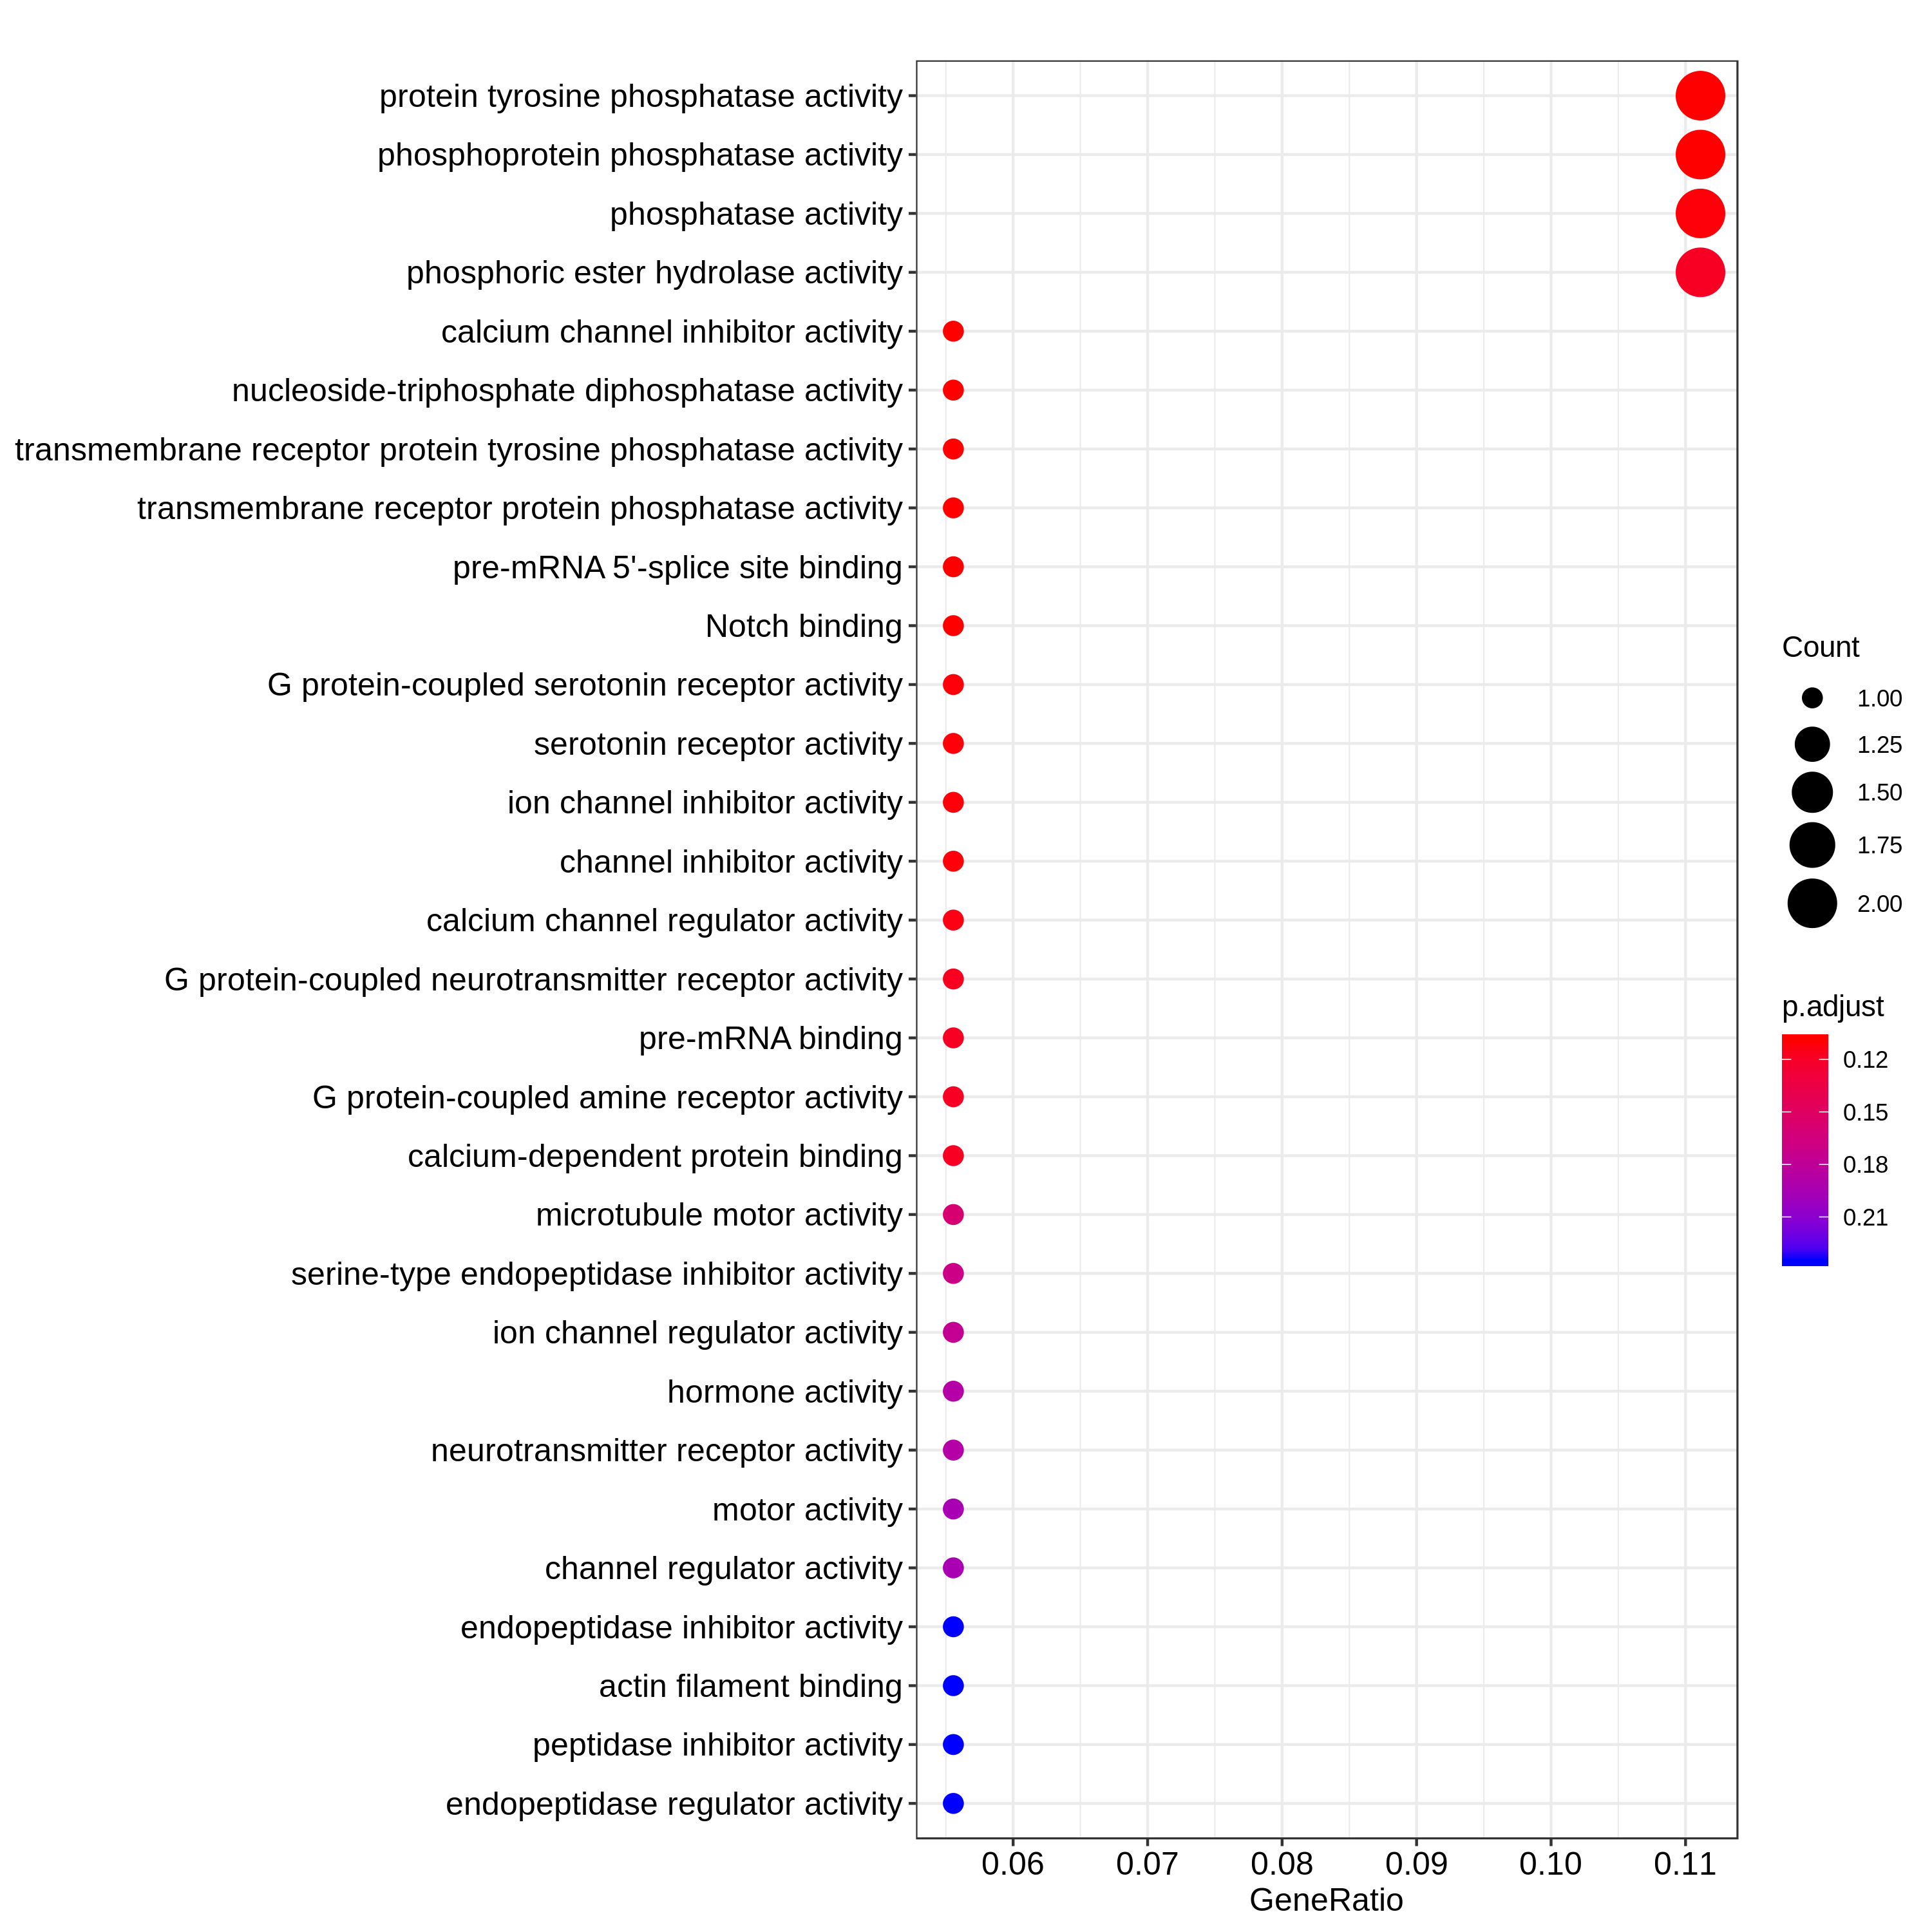 protein tyrosine phosphatase activity
phosphoprotein phosphatase activity
phosphatase activity
phosphoric ester hydrolase activity
calcium channel inhibitor activity
nucleoside-triphosphate diphosphatase activity
transmembrane receptor protein tyrosine phosphatase activity
transmembrane receptor protein phosphatase activity
pre-mRNA 5'-splice site binding
Notch binding
G protein-coupled serotonin receptor activity
serotonin receptor activity
ion channel inhibitor activity
channel inhibitor activity
calcium channel regulator activity
G protein-coupled neurotransmitter receptor activity
pre-mRNA binding
G protein-coupled amine receptor activity
calcium-dependent protein binding
microtubule motor activity
serine-type endopeptidase inhibitor activity
ion channel regulator activity
hormone activity
neurotransmitter receptor activity
motor activity
channel regulator activity
endopeptidase inhibitor activity
actin filament binding
peptidase inhibitor activity
endopeptidase regulator activity
0.06 0.07 0.08 0.09 0.10 0.11
GeneRatio
Count
1.00
1.25
1.50
1.75
2.00
p.adjust
0.12
0.15
0.18
0.21